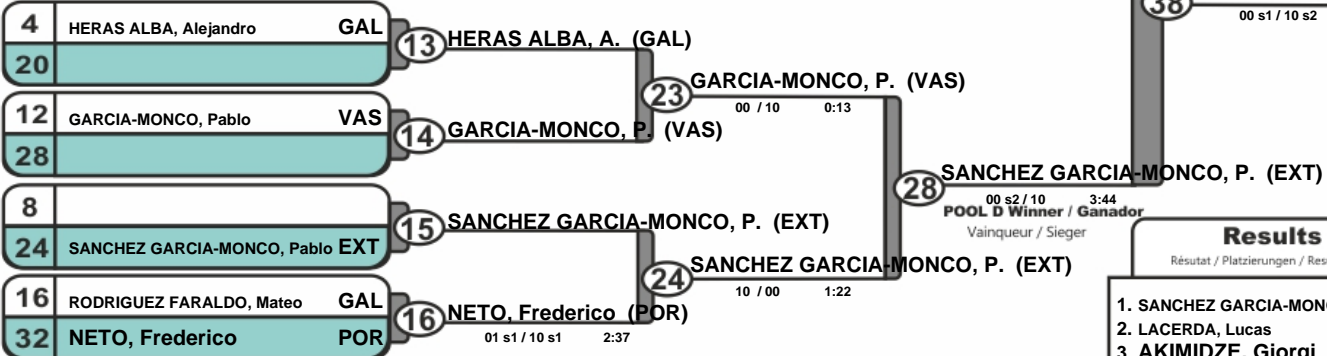 4 HERAS ALBA, Alejandro GAL
20
13 HERAS ALBA, A. (GAL)
12 GARCIA-MONCO, Pablo VAS
28
14 GARCIA-MONCO, P. (VAS)
23 GARCIA-MONCO, P. (VAS)
00 / 10 0:13
8
24 SANCHEZ GARCIA-MONCO, Pablo EXT
15 SANCHEZ GARCIA-MONCO, P. (EXT)
16 RODRIGUEZ FARALDO, Mateo GAL
32 NETO, Frederico POR
16 NETO, Frederico (POR)
01 s1 / 10 s1 2:37
24 SANCHEZ GARCIA-MONCO, P. (EXT)
10 / 00 1:22
28 SANCHEZ GARCIA-MONCO, P. (EXT)
00 s2 / 10 3:44
POOL D Winner / Ganador
Vainqueur / Sieger
38
00 s1 / 10 s2
Results
Résutat / Platzierungen / Res
1. SANCHEZ GARCIA-MON
2. LACERDA, Lucas
3. AKIMIDZE, Giorgi